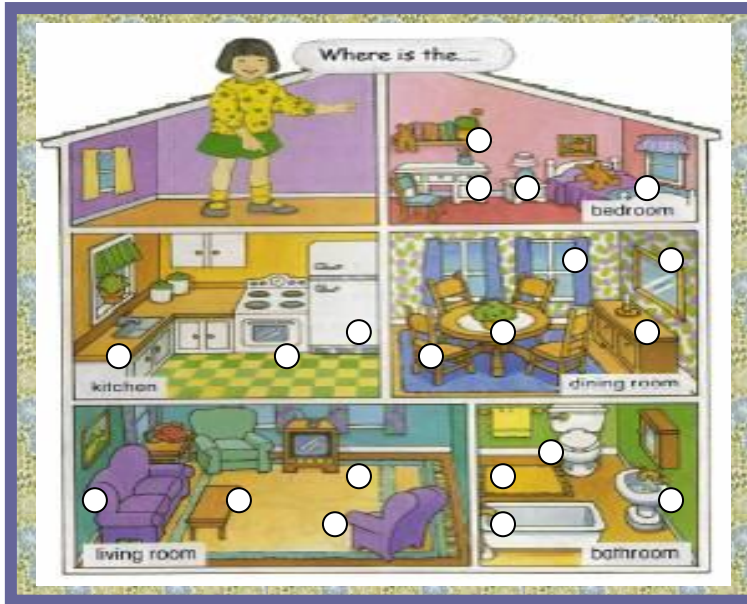 Where is the....
bedroom
kitchen
dining room
living room
bathroom